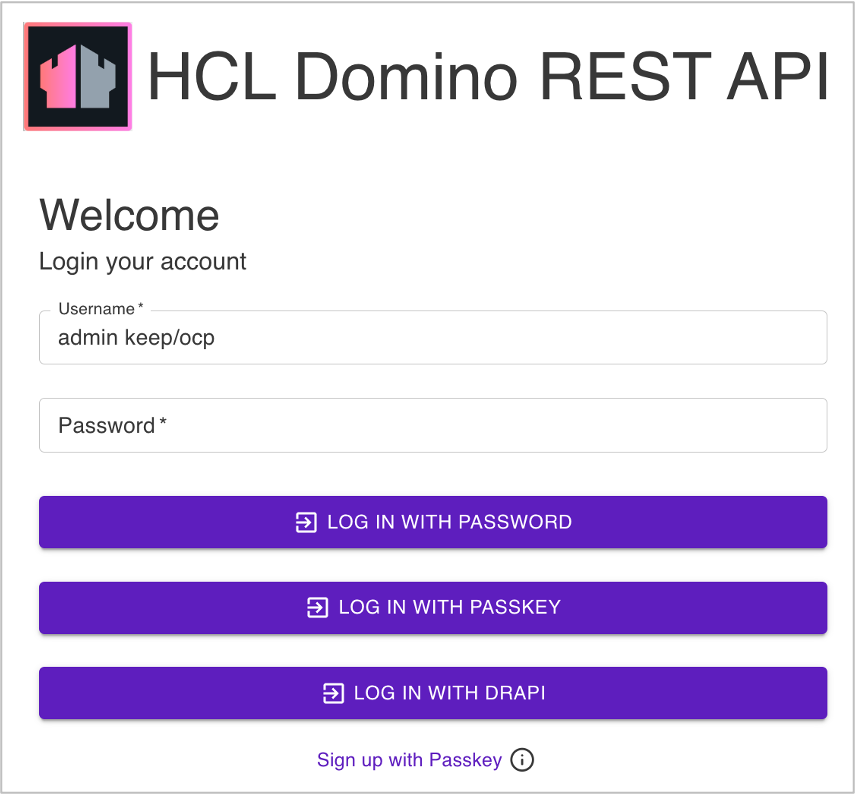 HCL Domino REST API
Welcome
Login your account
Username *
admin keep/ocp
Password *
LOG IN WITH PASSWORD
LOG IN WITH PASSKEY
LOG IN WITH DRAPI
Sign up with Passkey